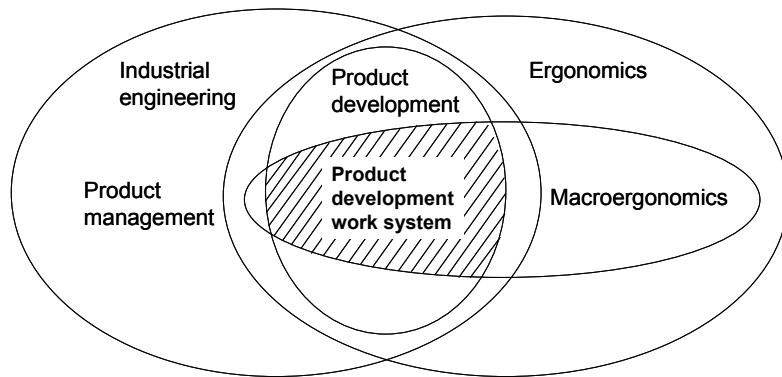 Industrial
engineering
Product
development
Ergonomics
Product
management
Product
development
work system
Macroergonomics